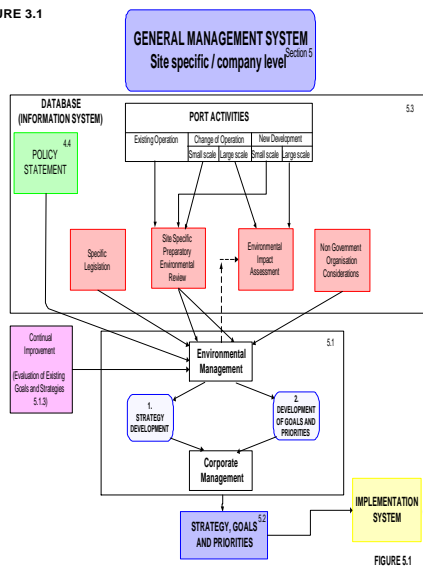 URE 3.1
GENERAL MANAGEMENT SYSTEM
Site specific / company level
Section 5
DATABASE
(INFORMATION SYSTEM)
5.3
PORT ACTIVITIES
Existing Operation
Change of Operation
New Development
Small scale
Large scale
Small scale
Large scale
4.4
POLICY
STATEMENT
Specific
Legislation
Site Specific
Preparatory
Environmental
Review
Environmental
Impact
Assessment
Non Government
Organisation
Considerations
Continual
Improvement
(Evaluation of Existing
Goals and Strategies
5.1.3)
5.1
Environmental
Management
1.
STRATEGY
DEVELOPMENT
2.
DEVELOPMENT
OF GOALS AND
PRIORITIES
Corporate
Management
5.2
STRATEGY, GOALS
AND PRIORITIES
IMPLEMENTATION
SYSTEM
FIGURE 5.1